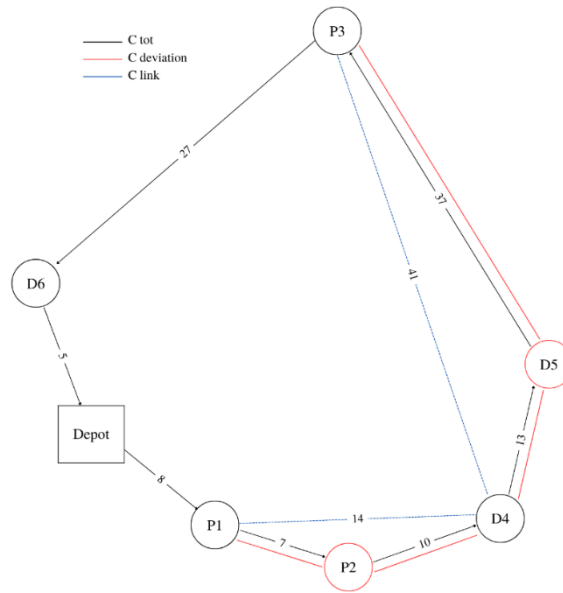 P3
C tot
C deviation
C link
27
37
41
D6
5
D5
Depot
13
8
14
D4
P1
7
10
P2